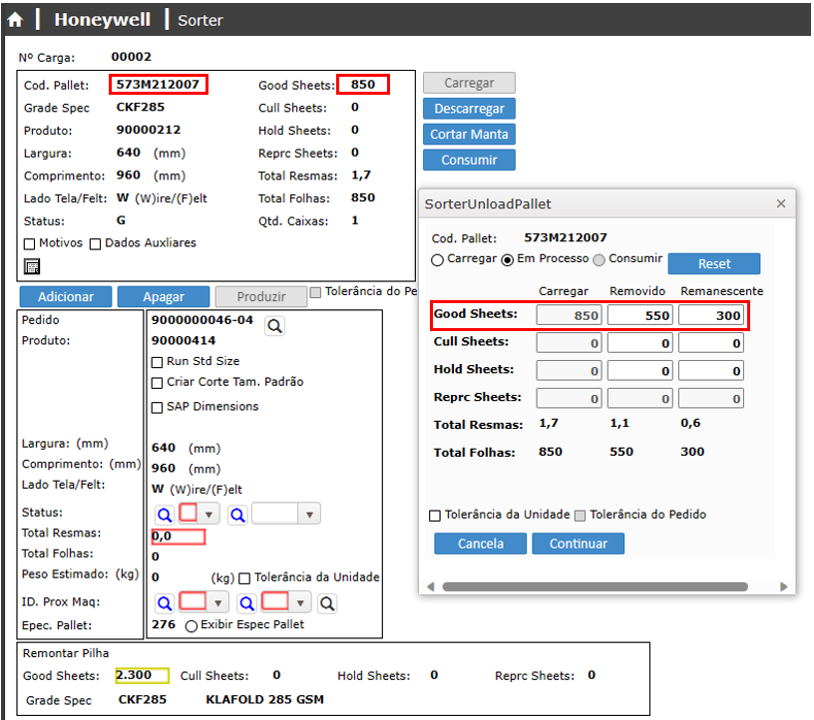 Honeywell | Sorter
Nº Carga: 00002
Cod. Pallet: 573M212007 Good Sheets: 850
Grade Spec CKF285 Cull Sheets: 0
Produto: 90000212 Hold Sheets: 0
Largura: 640 (mm) Reprc Sheets: 0
Comprimento: 960 (mm) Total Resmas: 1,7
Lado Tela/Felt: W (W)ire/(F)elt Total Folhas: 850
Status: G Qtd. Caixas: 1
Motivos Dados Auxliares
Carregar
Descarregar
Cortar Manta
Consumir
Adicionar Apagar Produzir Tolerância do Pe
Pedido 9000000046-04
Produto: 90000414
Run Std Size
Criar Corte Tam. Padrão
SAP Dimensions
Largura: (mm) 640 (mm)
Comprimento: (mm) 960 (mm)
Lado Tela/Felt: W (W)ire/(F)elt
Status:
Total Resmas: 0,0
Total Folhas: 0
Peso Estimado: (kg) 0 (kg) Tolerância da Unidade
ID. Prox Maq:
Epec. Pallet: 276 Exibir Espec Pallet
SorterUnloadPallet
Cod. Pallet: 573M212007
Carregar Em Processo Consumir Reset
Carregar Removido Remanescente
Good Sheets: 850 550 300
Cull Sheets: 0 0 0
Hold Sheets: 0 0 0
Reprc Sheets: 0 0 0
Total Resmas: 1,7 1,1 0,6
Total Folhas: 850 550 300
Tolerância da Unidade Tolerância do Pedido
Cancela Continuar
Remontar Pilha
Good Sheets: 2.300 Cull Sheets: 0 Hold Sheets: 0 Reprc Sheets: 0
Grade Spec CKF285 KLAFOLD 285 GSM